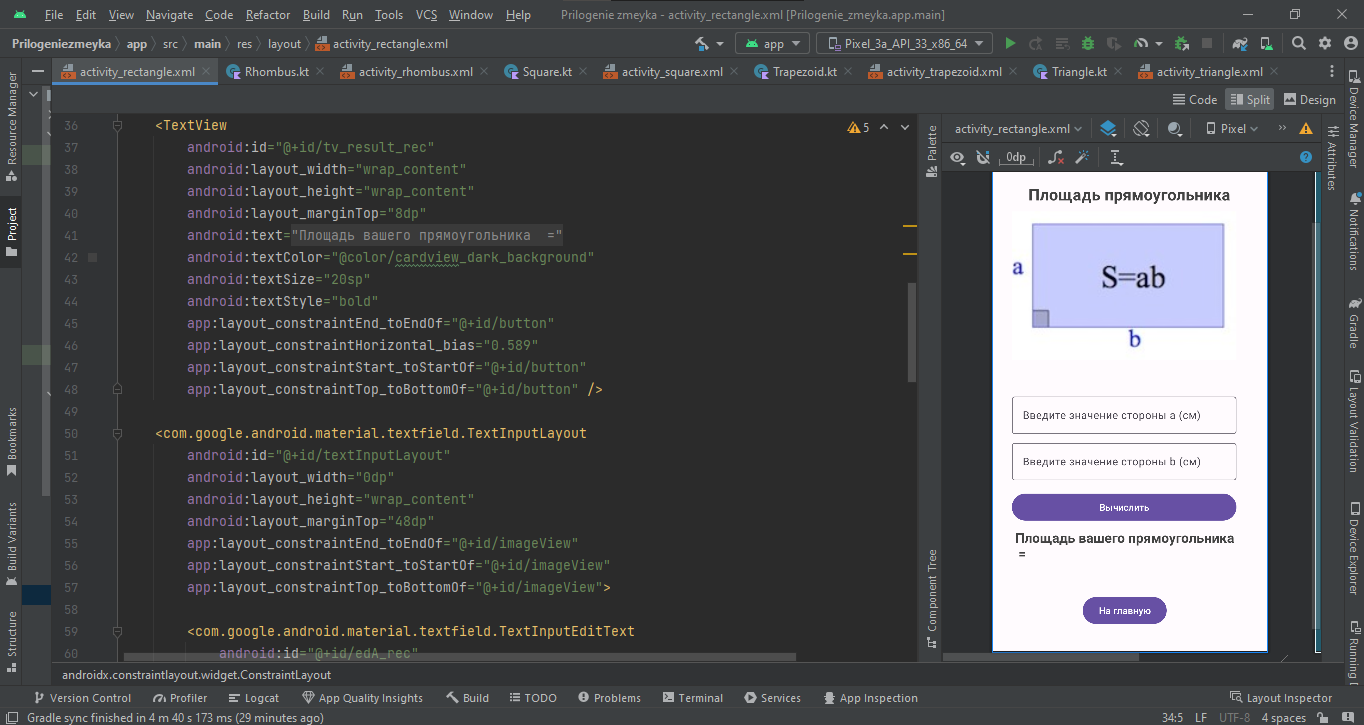 File Edit View Navigate Code Refactor Build Run Tools VCS Window Help Prilogenie zmeyka - activity_rectangle.xml [Prilogenie_zmeyka.app.main]
Prilogeniezmeyka app src main res layout activity_rectangle.xml app Pixel_3a_API_33_x86_64
activity_rectangle.xml Rhombus.kt activity_rhombus.xml Square.kt activity_square.xml Trapezoid.kt activity_trapezoid.xml Triangle.kt activity_triangle.xml
Code Split Design
Resource Manager
Project
Bookmarks
Build Variants
Structure
36 <TextView
37 android:id="@+id/tv_result_rec"
38 android:layout_width="wrap_content"
39 android:layout_height="wrap_content"
40 android:layout_marginTop="8dp"
41 android:text="Площадь вашего прямоугольника  ="
42 android:textColor="@color/cardview_dark_background"
43 android:textSize="20sp"
44 android:textStyle="bold"
45 app:layout_constraintEnd_toEndOf="@+id/button"
46 app:layout_constraintHorizontal_bias="0.589"
47 app:layout_constraintStart_toStartOf="@+id/button"
48 app:layout_constraintTop_toBottomOf="@+id/button" />
49
50 <com.google.android.material.textfield.TextInputLayout
51 android:id="@+id/textInputLayout"
52 android:layout_width="0dp"
53 android:layout_height="wrap_content"
54 android:layout_marginTop="48dp"
55 app:layout_constraintEnd_toEndOf="@+id/imageView"
56 app:layout_constraintStart_toStartOf="@+id/imageView"
57 app:layout_constraintTop_toBottomOf="@+id/imageView">
58
59 <com.google.android.material.textfield.TextInputEditText
60 android:id="@+id/edA_rec"
5
Palette
Component Tree
activity_rectangle.xml Pixel
0dp
Площадь прямоугольника
a
S=ab
b
Введите значение стороны a (см)
Введите значение стороны b (см)
Вычислить
Площадь вашего прямоугольника
=
На главную
Attributes
Device Manager
Notifications
Gradle
Layout Validation
Device Explorer
Running
androidx.constraintlayout.widget.ConstraintLayout
Version Control Profiler Logcat App Quality Insights Build TODO Problems Terminal Services App Inspection Layout Inspector
Gradle sync finished in 4 m 40 s 173 ms (29 minutes ago) 34:5 LF UTF-8 4 spaces